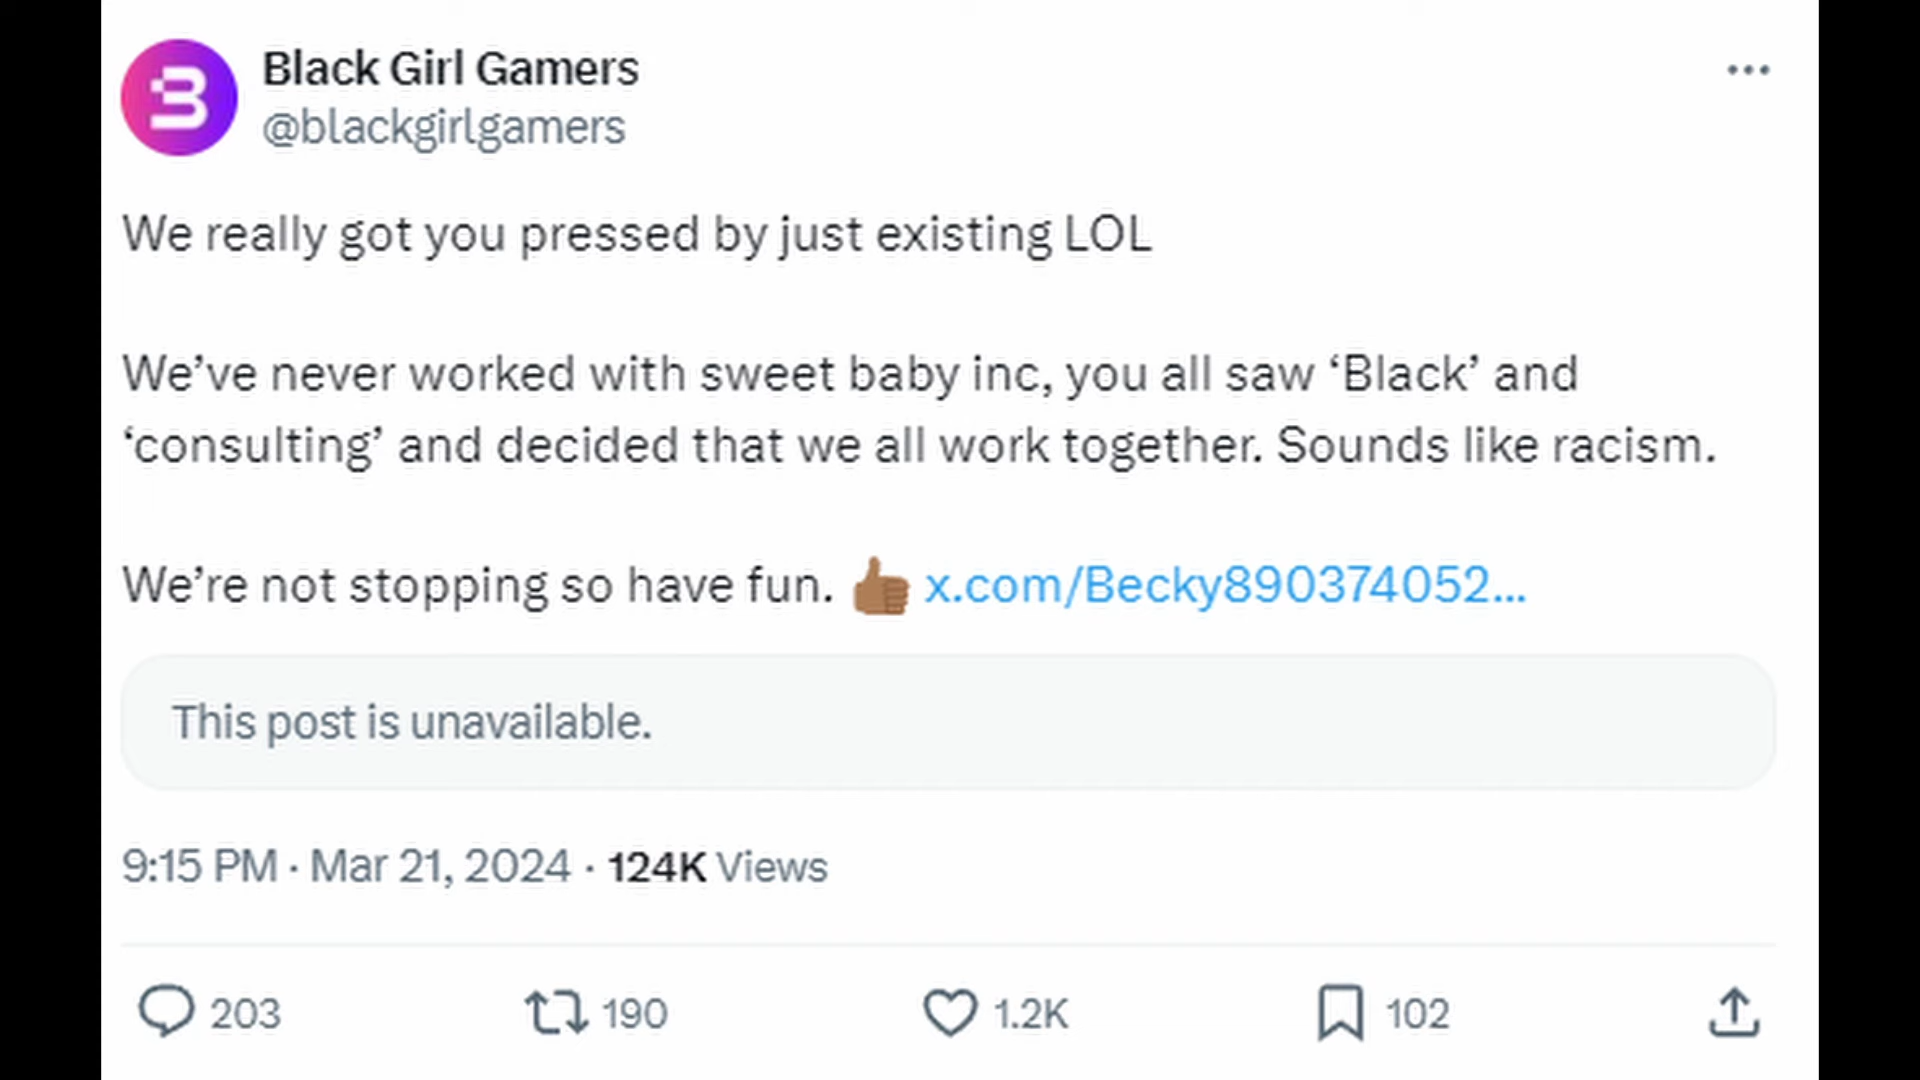 Black Girl Gamers
@blackgirlgamers
We really got you pressed by just existing LOL
We’ve never worked with sweet baby inc, you all saw ‘Black’ and
‘consulting’ and decided that we all work together. Sounds like racism.
We’re not stopping so have fun. 👍🏾 x.com/Becky890374052...
This post is unavailable.
9:15 PM · Mar 21, 2024 · 124K Views
203 190 1.2K 102